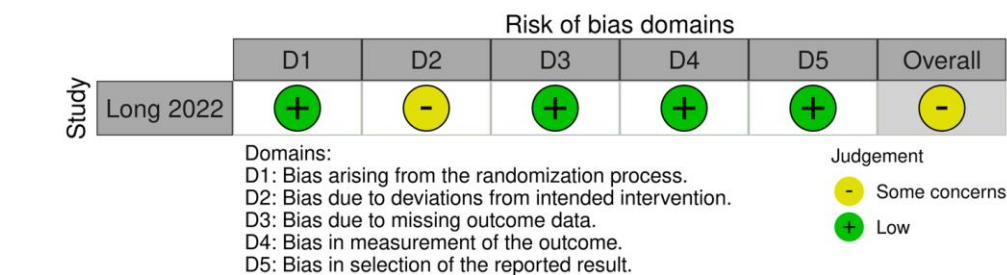 Risk of bias domains
D1 D2 D3 D4 D5 Overall
Study
Long 2022 + - + + + -
Domains:
D1: Bias arising from the randomization process.
D2: Bias due to deviations from intended intervention.
D3: Bias due to missing outcome data.
D4: Bias in measurement of the outcome.
D5: Bias in selection of the reported result.
Judgement
- Some concerns
+ Low